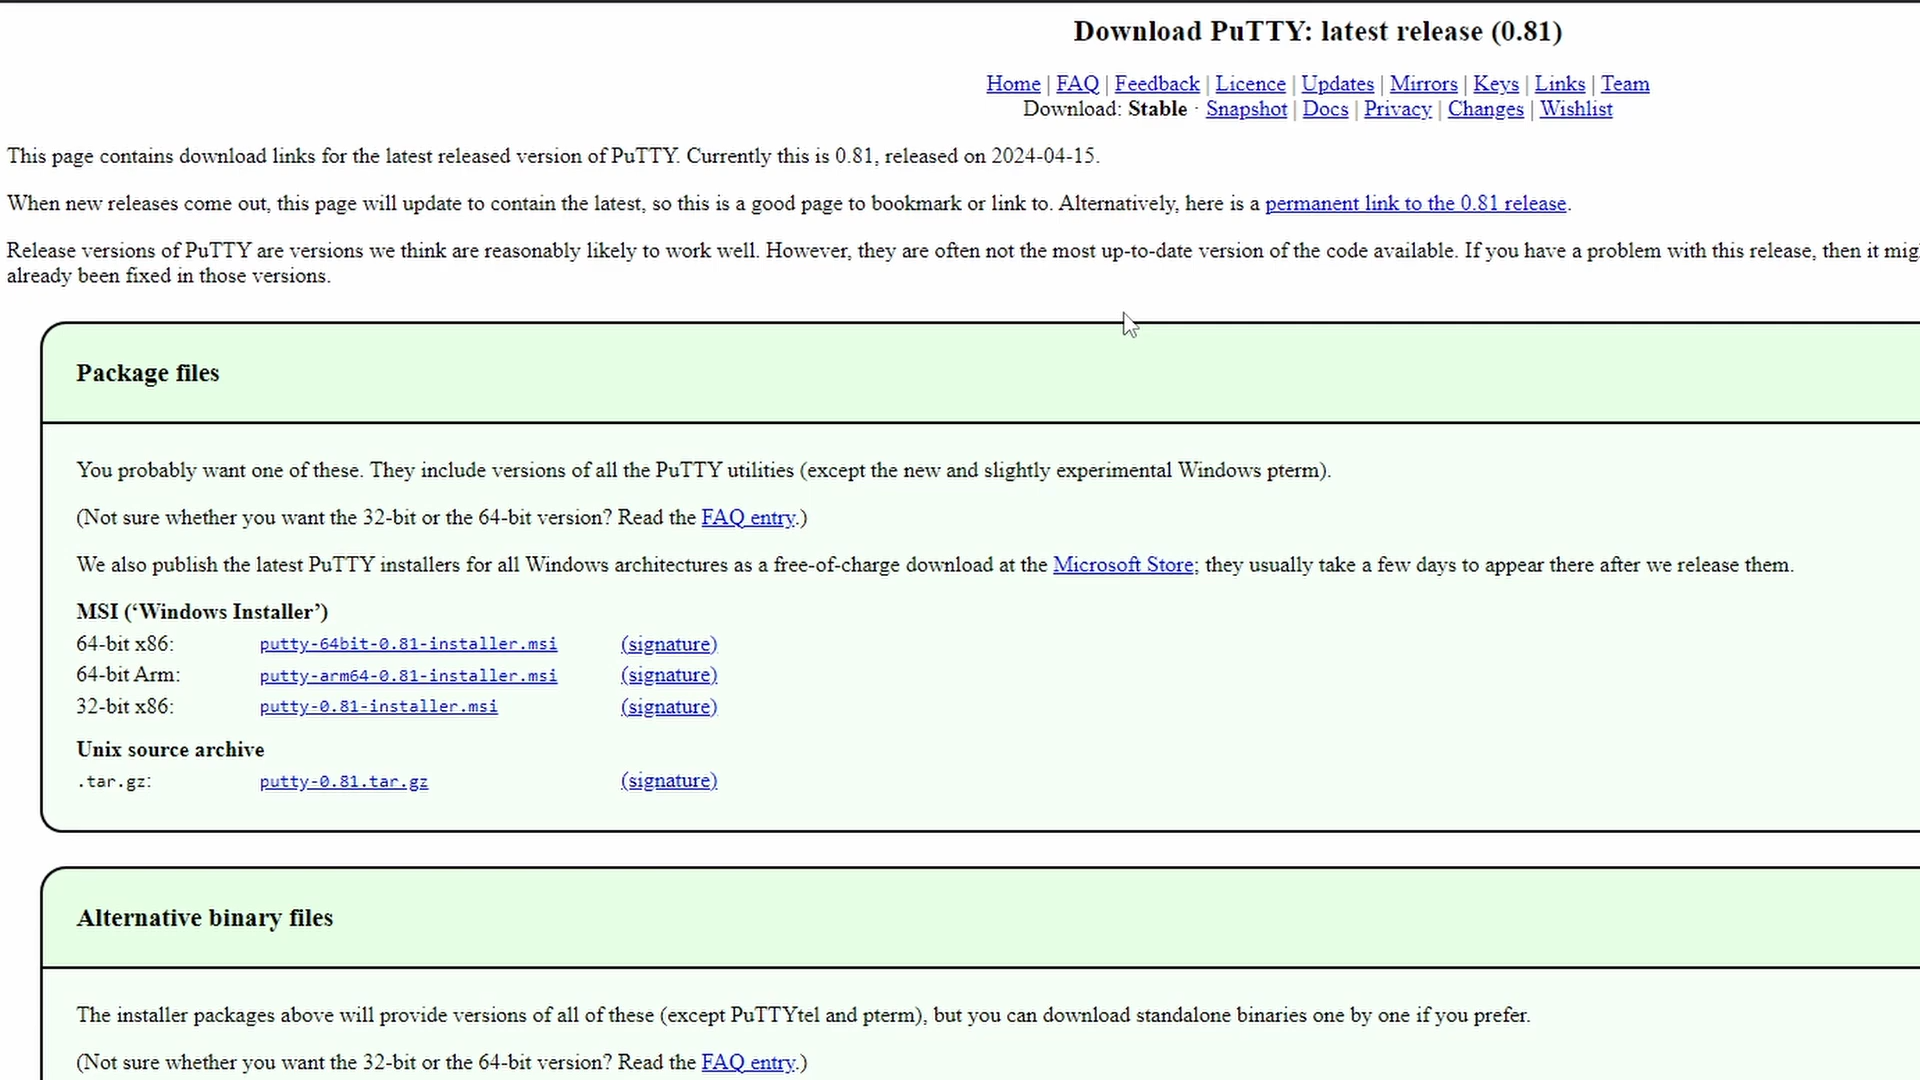 Download PuTTY: latest release (0.81)
Home | FAQ | Feedback | Licence | Updates | Mirrors | Keys | Links | Team
Download: Stable · Snapshot | Docs | Privacy | Changes | Wishlist
This page contains download links for the latest released version of PuTTY. Currently this is 0.81, released on 2024-04-15.
When new releases come out, this page will update to contain the latest, so this is a good page to bookmark or link to. Alternatively, here is a permanent link to the 0.81 release.
Release versions of PuTTY are versions we think are reasonably likely to work well. However, they are often not the most up-to-date version of the code available. If you have a problem with this release, then it mig
already been fixed in those versions.
Package files
You probably want one of these. They include versions of all the PuTTY utilities (except the new and slightly experimental Windows pterm).
(Not sure whether you want the 32-bit or the 64-bit version? Read the FAQ entry.)
We also publish the latest PuTTY installers for all Windows architectures as a free-of-charge download at the Microsoft Store; they usually take a few days to appear there after we release them.
MSI (‘Windows Installer’)
64-bit x86: putty-64bit-0.81-installer.msi (signature)
64-bit Arm: putty-arm64-0.81-installer.msi (signature)
32-bit x86: putty-0.81-installer.msi (signature)
Unix source archive
.tar.gz: putty-0.81.tar.gz (signature)
Alternative binary files
The installer packages above will provide versions of all of these (except PuTTYtel and pterm), but you can download standalone binaries one by one if you prefer.
(Not sure whether you want the 32-bit or the 64-bit version? Read the FAQ entry.)